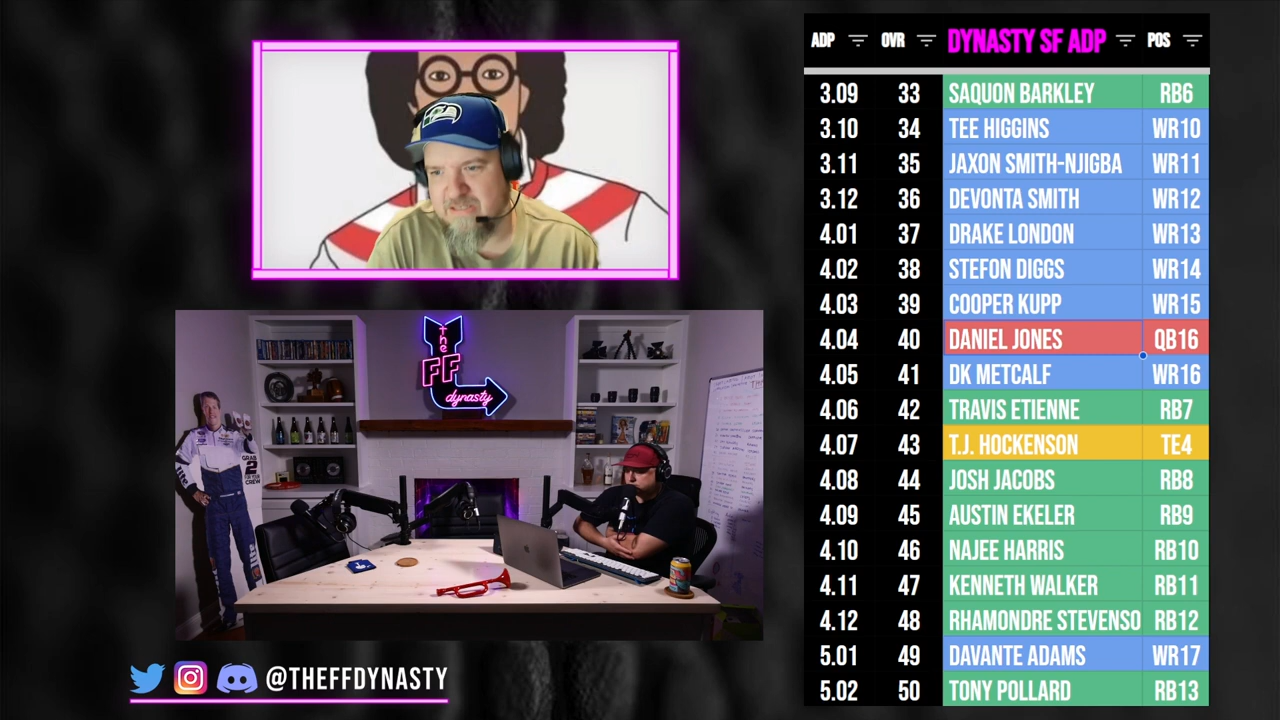 the
FF
dynasty
GRAB
2
@THEFFDYNASTY
ADP OVR DYNASTY SF ADP POS
3.09 33 SAQUON BARKLEY RB6
3.10 34 TEE HIGGINS WR10
3.11 35 JAXON SMITH-NJIGBA WR11
3.12 36 DEVONTA SMITH WR12
4.01 37 DRAKE LONDON WR13
4.02 38 STEFON DIGGS WR14
4.03 39 COOPER KUPP WR15
4.04 40 DANIEL JONES QB16
4.05 41 DK METCALF WR16
4.06 42 TRAVIS ETIENNE RB7
4.07 43 T.J. HOCKENSON TE4
4.08 44 JOSH JACOBS RB8
4.09 45 AUSTIN EKELER RB9
4.10 46 NAJEE HARRIS RB10
4.11 47 KENNETH WALKER RB11
4.12 48 RHAMONDRE STEVENSO RB12
5.01 49 DAVANTE ADAMS WR17
5.02 50 TONY POLLARD RB13